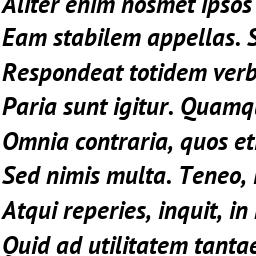 Aliter enim nosmet ipsos
Eam stabilem appellas. S
Respondeat totidem verb
Paria sunt igitur. Quamqu
Omnia contraria, quos et
Sed nimis multa. Teneo,
Atqui reperies, inquit, in
Quid ad utilitatem tantae